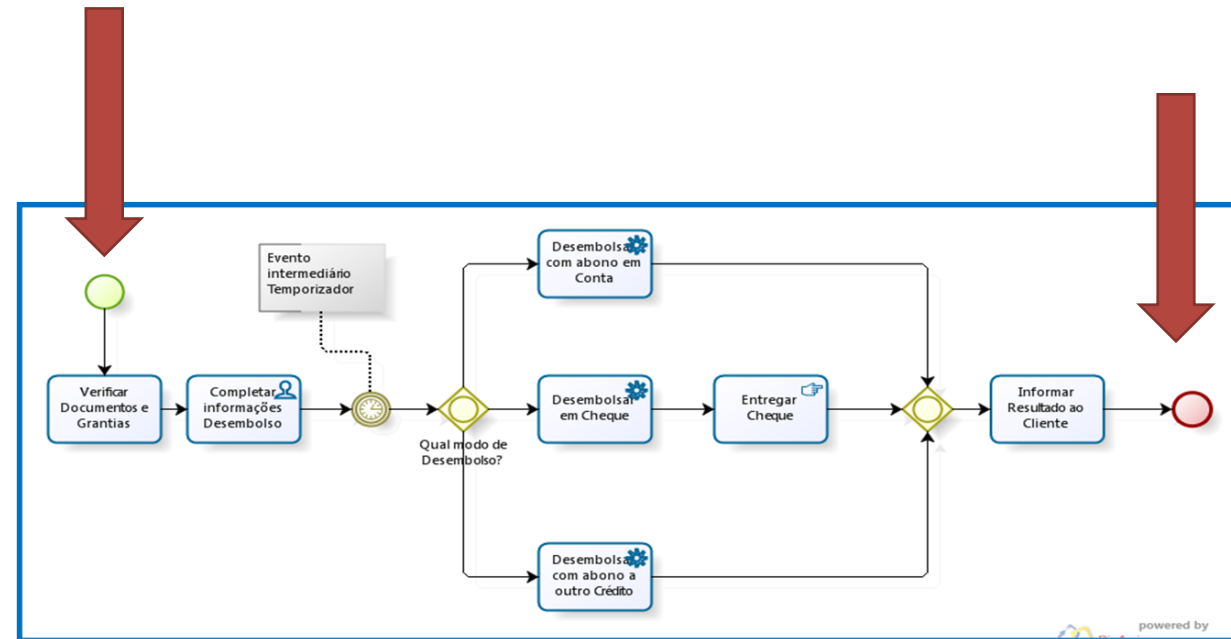 Evento
intermediário
Temporizador
Verificar
Documentos e
Grantias
Completar
informações
Desembolso
Qual modo de
Desembolso?
Desembolsar
com abono em
Conta
Desembolsar
em Cheque
Entregar
Cheque
Desembolsar
com abono a
outro Crédito
Informar
Resultado ao
Cliente
powered by